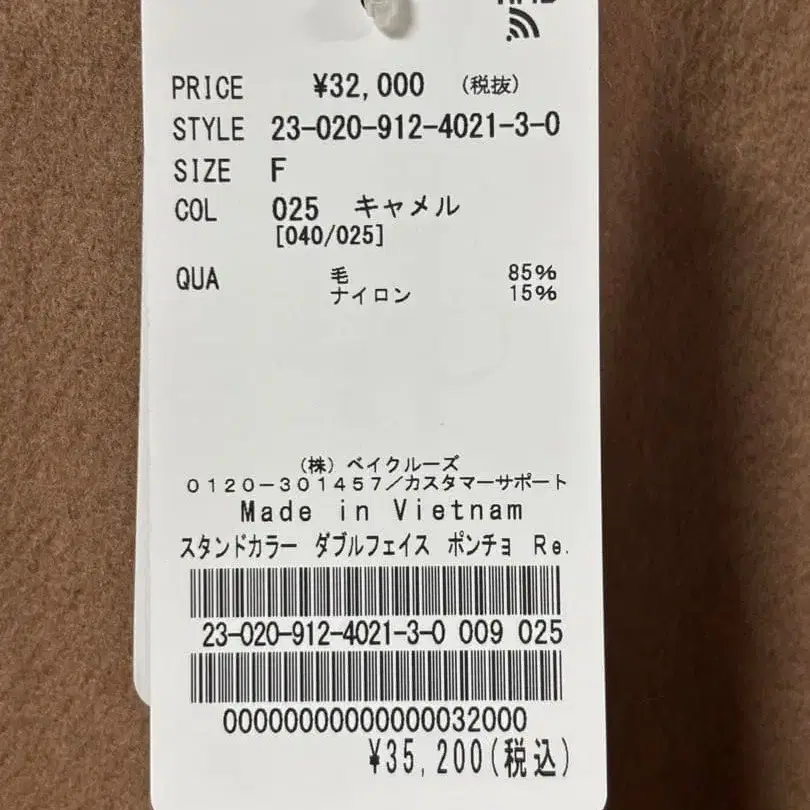 PRICE ¥32,000 (税抜)
STYLE 23-020-912-4021-3-0
SIZE F
COL 025 キャメル
[040/025]
QUA 毛 85%
ナイロン 15%
(株) ベイクルーズ
0120-301457/カスタマーサポート
Made in Vietnam
スタンドカラー ダブルフェイス ポンチョ Re.
23-020-912-4021-3-0 009 025
00000000000000032000
¥35,200(税込)